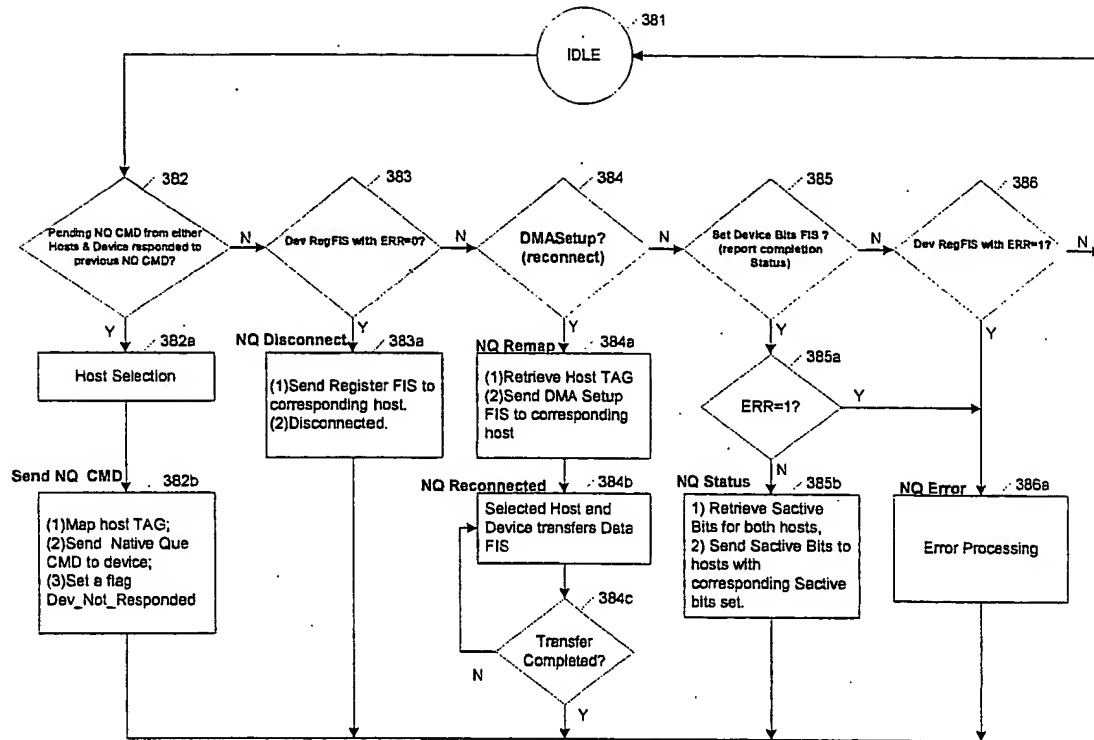 381
IDLE
382
Pending NQ CMD from either
Hosts & Device responded to
previous NQ CMD?
N
Y
383
Dev RegFIS with ERR=0?
N
Y
384
DMASetup?
(reconnect)
N
Y
385
Set Device Bits FIS ?
(report completion
Status)
N
Y
386
Dev RegFIS with ERR=1?
N
Y
382a
Host Selection
Send NQ CMD
382b
(1)Map host TAG;
(2)Send Native Que
CMD to device;
(3)Set a flag
Dev_Not_Responded
NQ Disconnect
383a
(1)Send Register FIS to
corresponding host.
(2)Disconnected.
NQ Remap
384a
(1)Retrieve Host TAG
(2)Send DMA Setup
FIS to corresponding
host
NQ Reconnected
384b
Selected Host and
Device transfers Data
FIS
384c
Transfer
Completed?
N
Y
385a
ERR=1?
Y
N
NQ Status
385b
1) Retrieve Sactive
Bits for both hosts,
2) Send Sactive Bits to
hosts with
corresponding Sactive
bits set.
NQ Error
386a
Error Processing